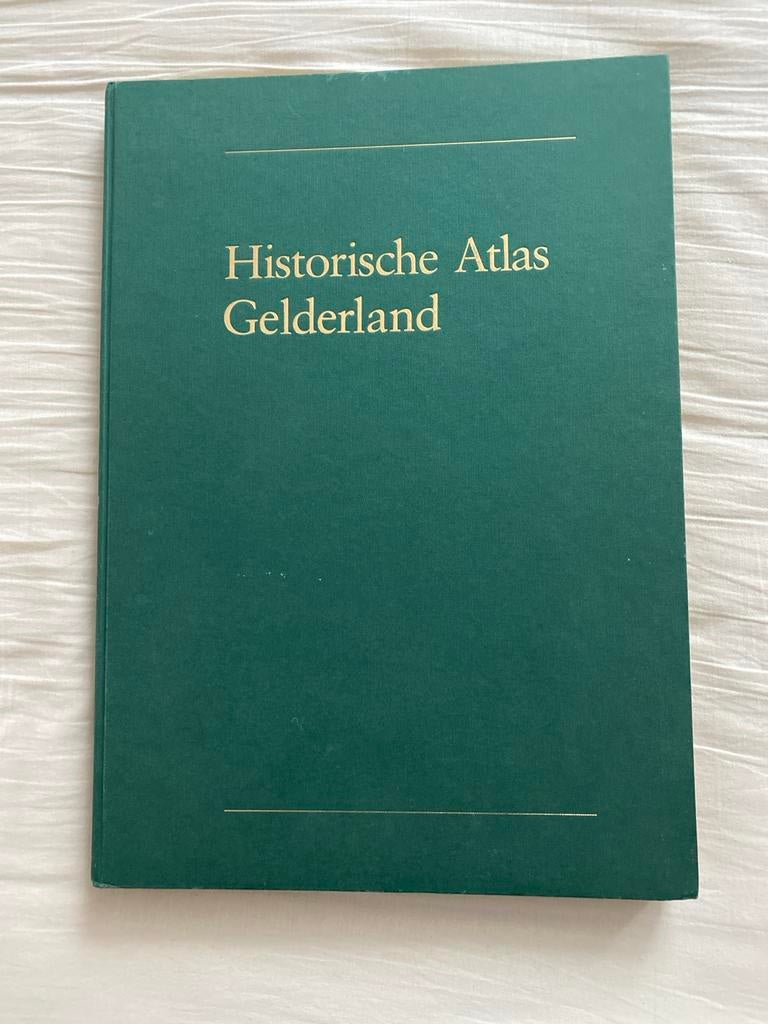 Historische Atlas
Gelderland